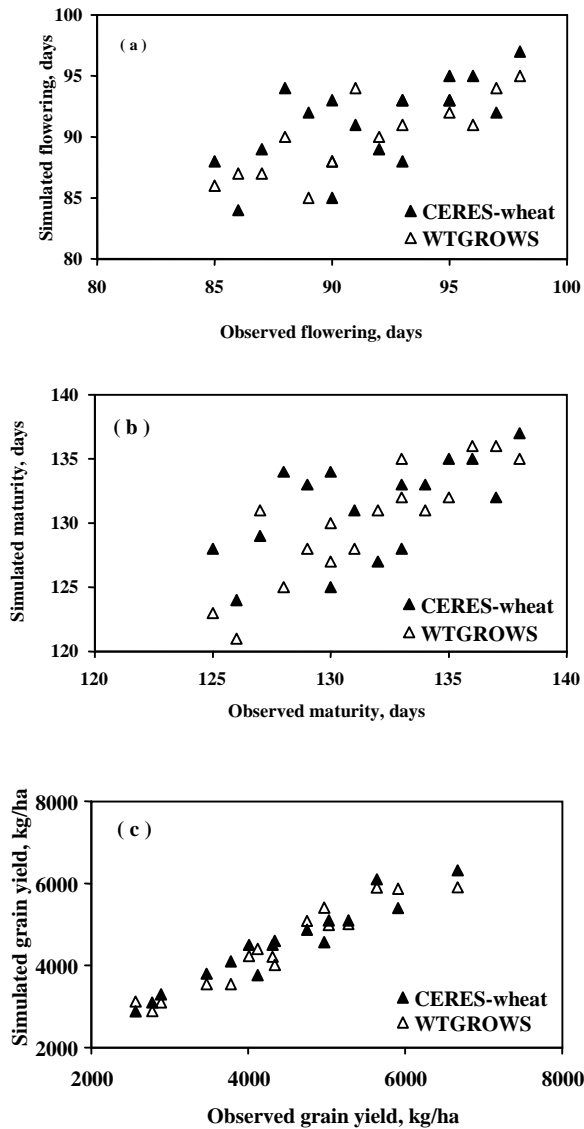 ( a )
Simulated flowering, days
100
95
90
85
80
80 85 90 95 100
CERES-wheat
WTGROWS
Observed flowering, days
( b )
Simulated maturity, days
140
135
130
125
120
120 125 130 135 140
CERES-wheat
WTGROWS
Observed maturity, days
( c )
Simulated grain yield, kg/ha
8000
6000
4000
2000
2000 4000 6000 8000
CERES-wheat
WTGROWS
Observed grain yield, kg/ha